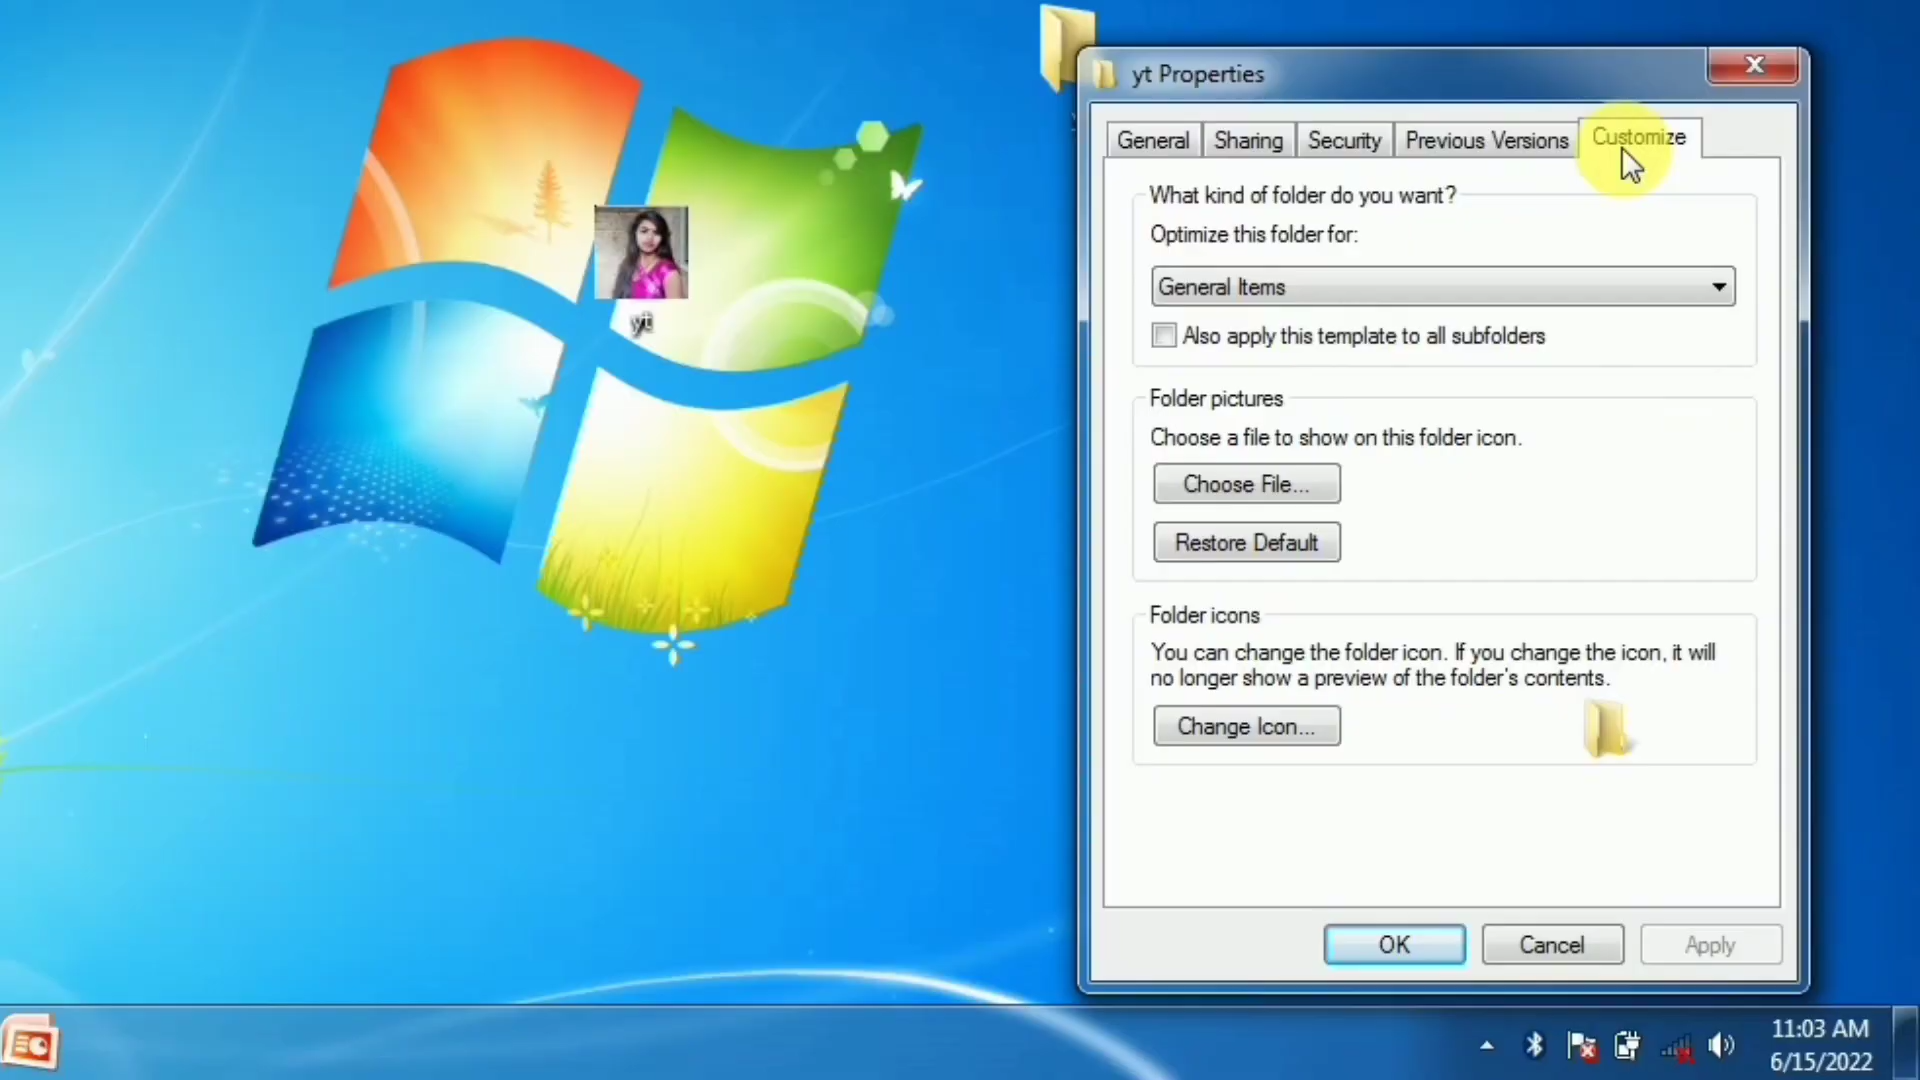 yt Properties
General
Sharing
Security
Previous Versions
Customize
What kind of folder do you want?
Optimize this folder for:
General Items
Also apply this template to all subfolders
Folder pictures
Choose a file to show on this folder icon.
Choose File...
Restore Default
Folder icons
You can change the folder icon. If you change the icon, it will
no longer show a preview of the folder's contents.
Change Icon...
OK
Cancel
Apply
yt
11:03 AM
6/15/2022